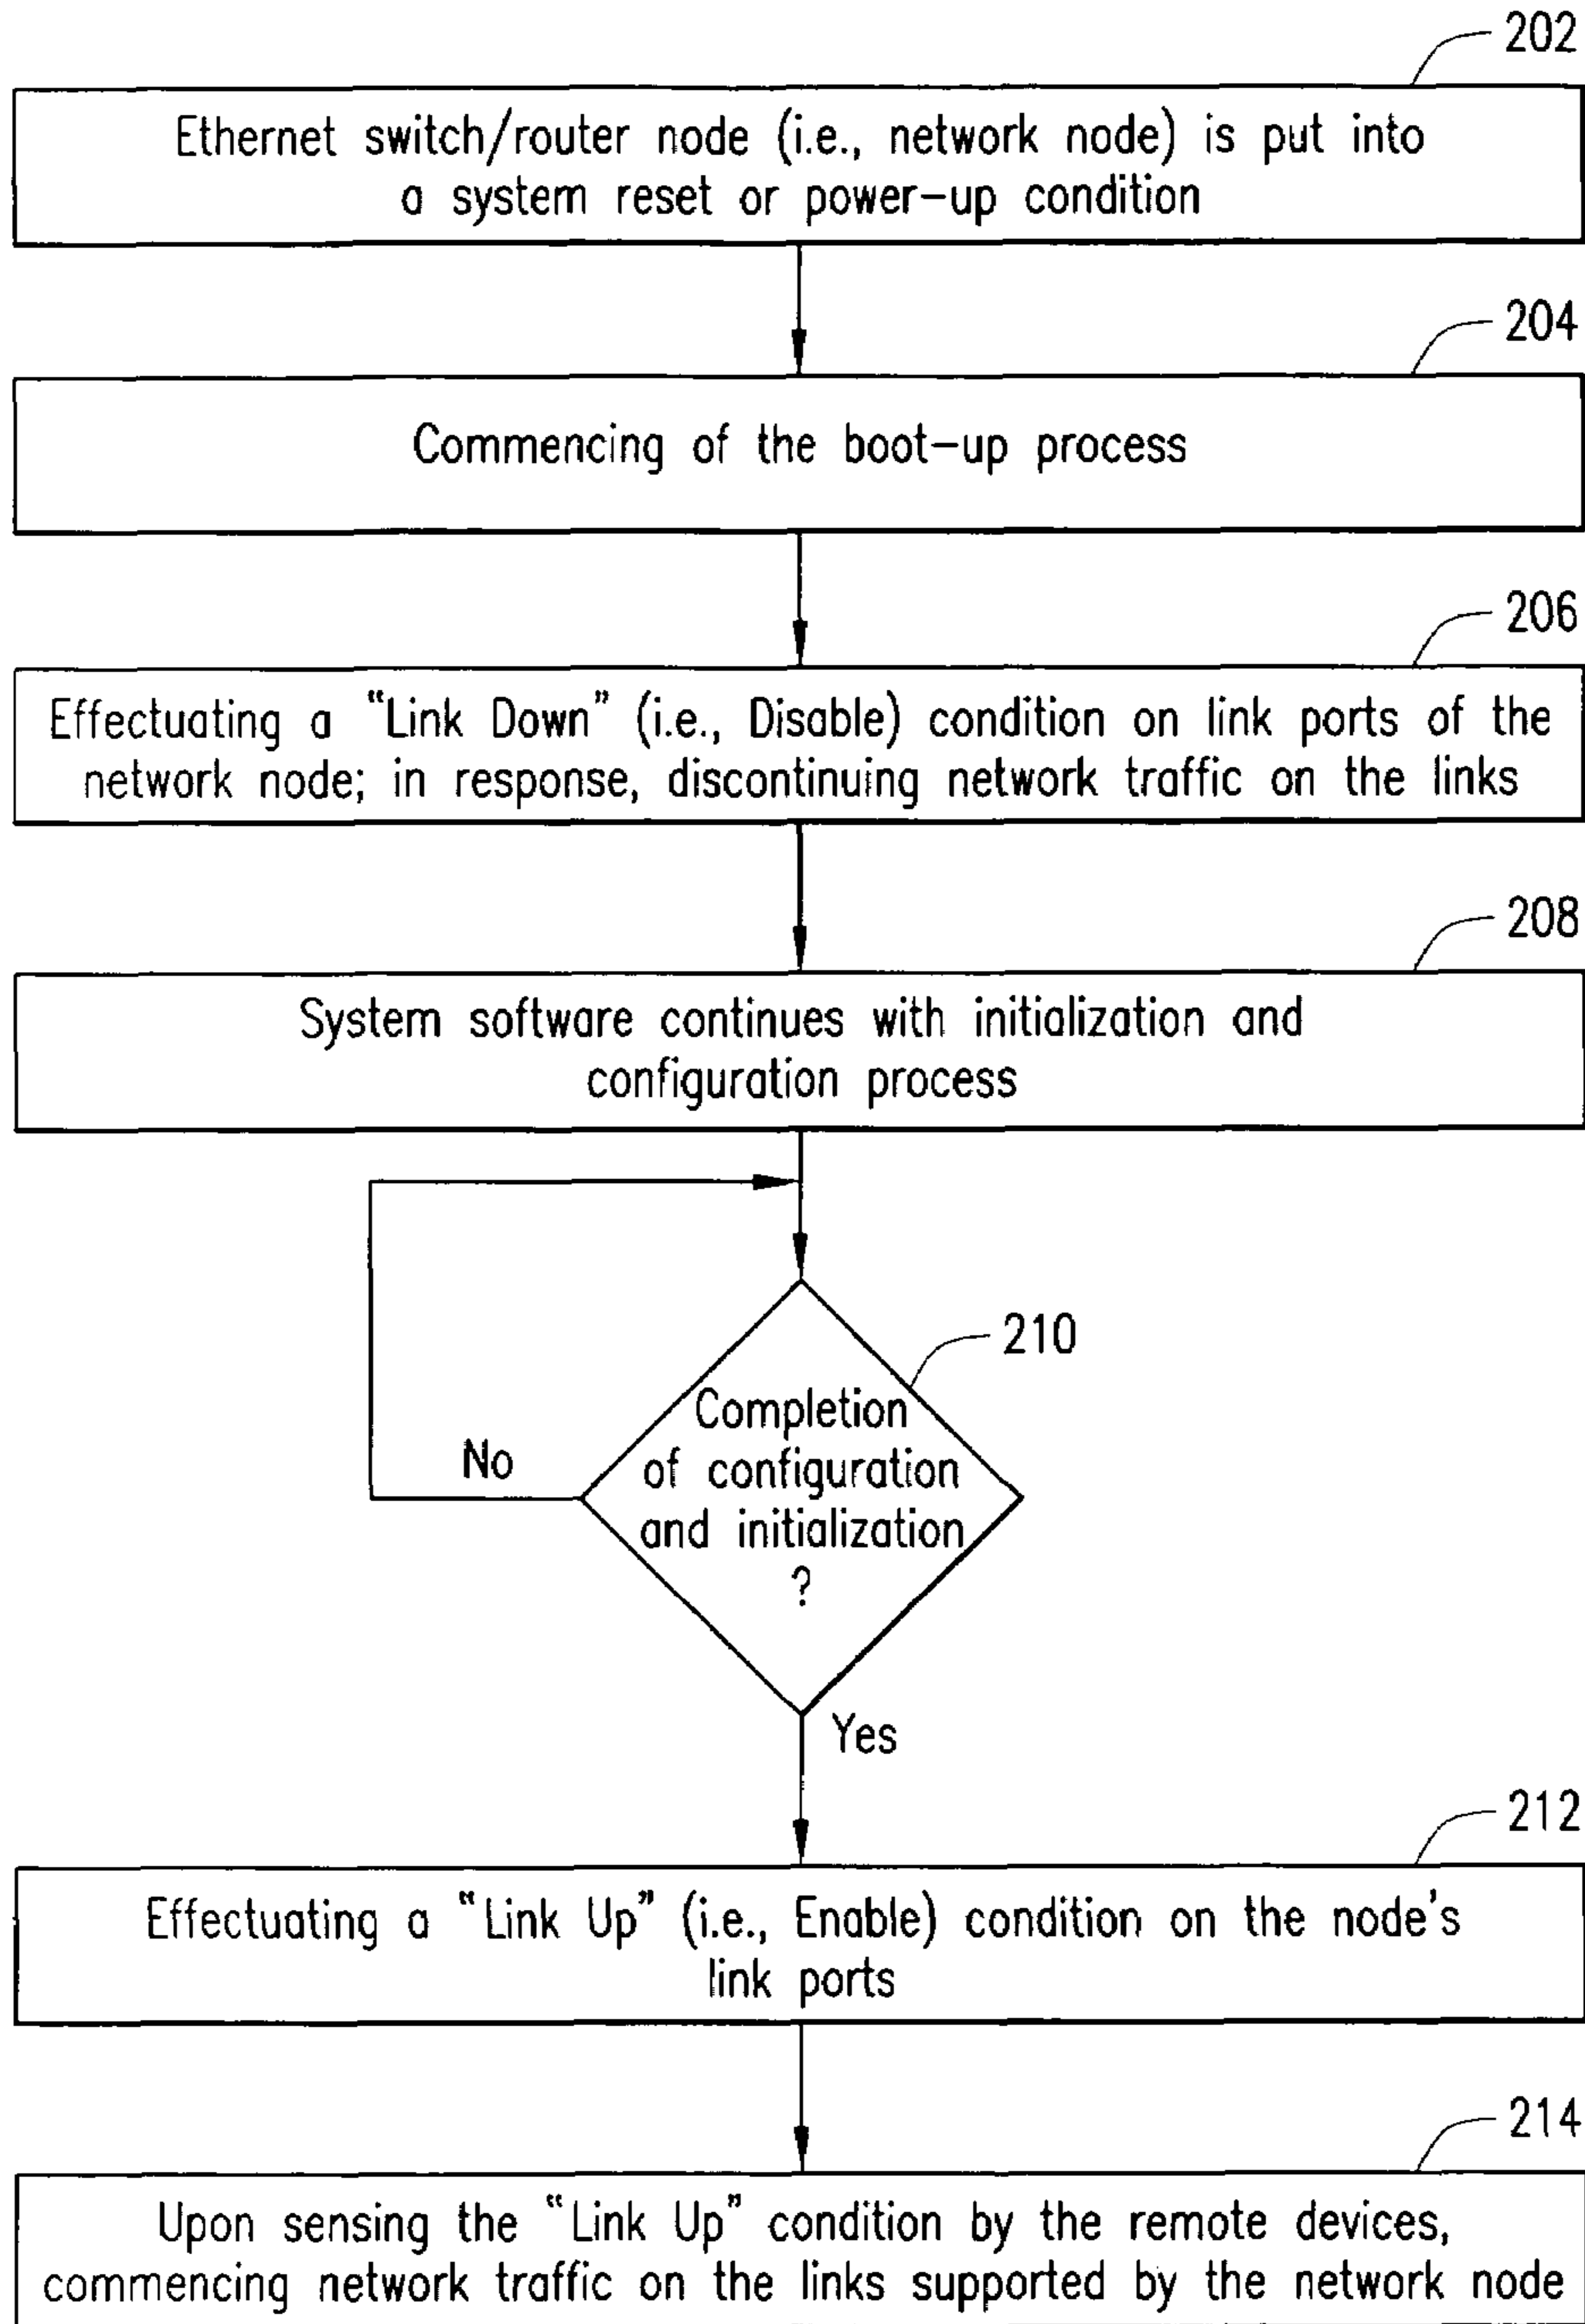 202
Ethernet switch/router node (i.e., network node) is put into
a system reset or power-up condition
204
Commencing of the boot-up process
206
Effectuating a "Link Down" (i.e., Disable) condition on link ports of the
network node; in response, discontinuing network traffic on the links
208
System software continues with initialization and
configuration process
210
Completion
of configuration
and initialization
?
No
Yes
212
Effectuating a "Link Up" (i.e., Enable) condition on the node's
link ports
214
Upon sensing the "Link Up" condition by the remote devices,
commencing network traffic on the links supported by the network node